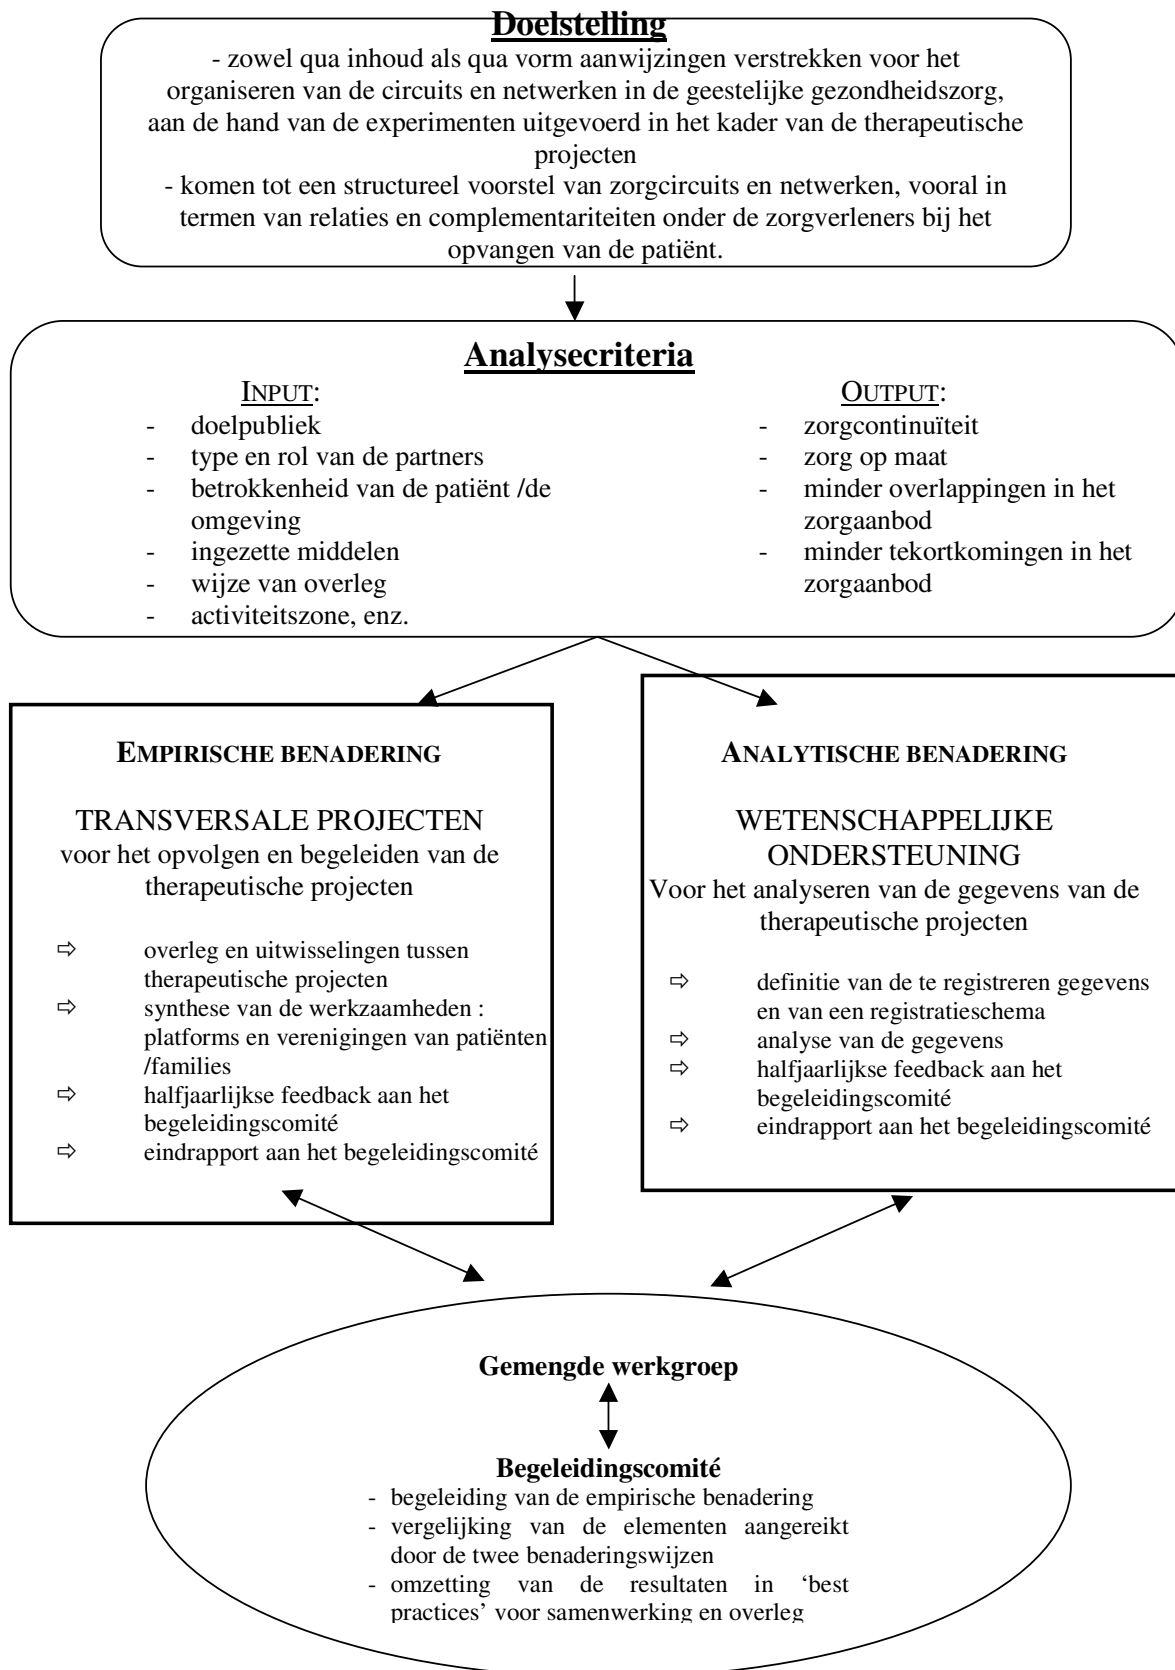 Doelstelling
- zowel qua inhoud als qua vorm aanwijzingen verstrekken voor het
organiseren van de circuits en netwerken in de geestelijke gezondheidszorg,
aan de hand van de experimenten uitgevoerd in het kader van de therapeutische
projecten
- komen tot een structureel voorstel van zorgcircuits en netwerken, vooral in
termen van relaties en complementariteiten onder de zorgverleners bij het
opvangen van de patiënt.
Analysecriteria
INPUT:
- doelpubliek
- type en rol van de partners
- betrokkenheid van de patiënt /de
omgeving
- ingezette middelen
- wijze van overleg
- activiteitszone, enz.
OUTPUT:
- zorgcontinuïteit
- zorg op maat
- minder overlappingen in het
zorgaanbod
- minder tekortkomingen in het
zorgaanbod
EMPIRISCHE BENADERING
TRANSVERSALE PROJECTEN
voor het opvolgen en begeleiden van de
therapeutische projecten
⇨ overleg en uitwisselingen tussen
therapeutische projecten
⇨ synthese van de werkzaamheden :
platforms en verenigingen van patiënten
/families
⇨ halfjaarlijkse feedback aan het
begeleidingscomité
⇨ eindrapport aan het begeleidingscomité
ANALYTISCHE BENADERING
WETENSCHAPPELIJKE
ONDERSTEUNING
Voor het analyseren van de gegevens van de
therapeutische projecten
⇨ definitie van de te registreren gegevens
en van een registratieschema
⇨ analyse van de gegevens
⇨ halfjaarlijkse feedback aan het
begeleidingscomité
⇨ eindrapport aan het begeleidingscomité
Gemengde werkgroep
Begeleidingscomité
- begeleiding van de empirische benadering
- vergelijking van de elementen aangereikt
door de twee benaderingswijzen
- omzetting van de resultaten in ‘best
practices’ voor samenwerking en overleg